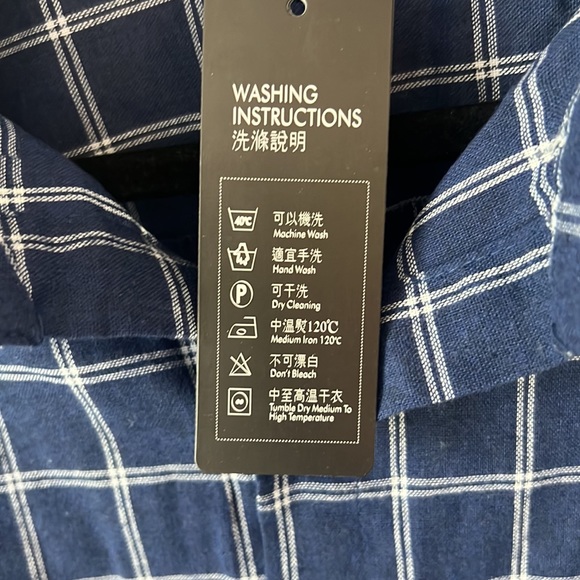 WASHING
INSTRUCTIONS
洗滌說明
40℃
可以機洗
Machine Wash
適宜手洗
Hand Wash
P
可干洗
Dry Cleaning
中溫熨120℃
Medium Iron 120℃
不可漂白
Don't Bleach
中至高溫干衣
Tumble Dry Medium To
High Temperature